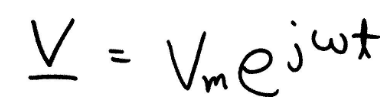 V = Vₘe^{jωt}